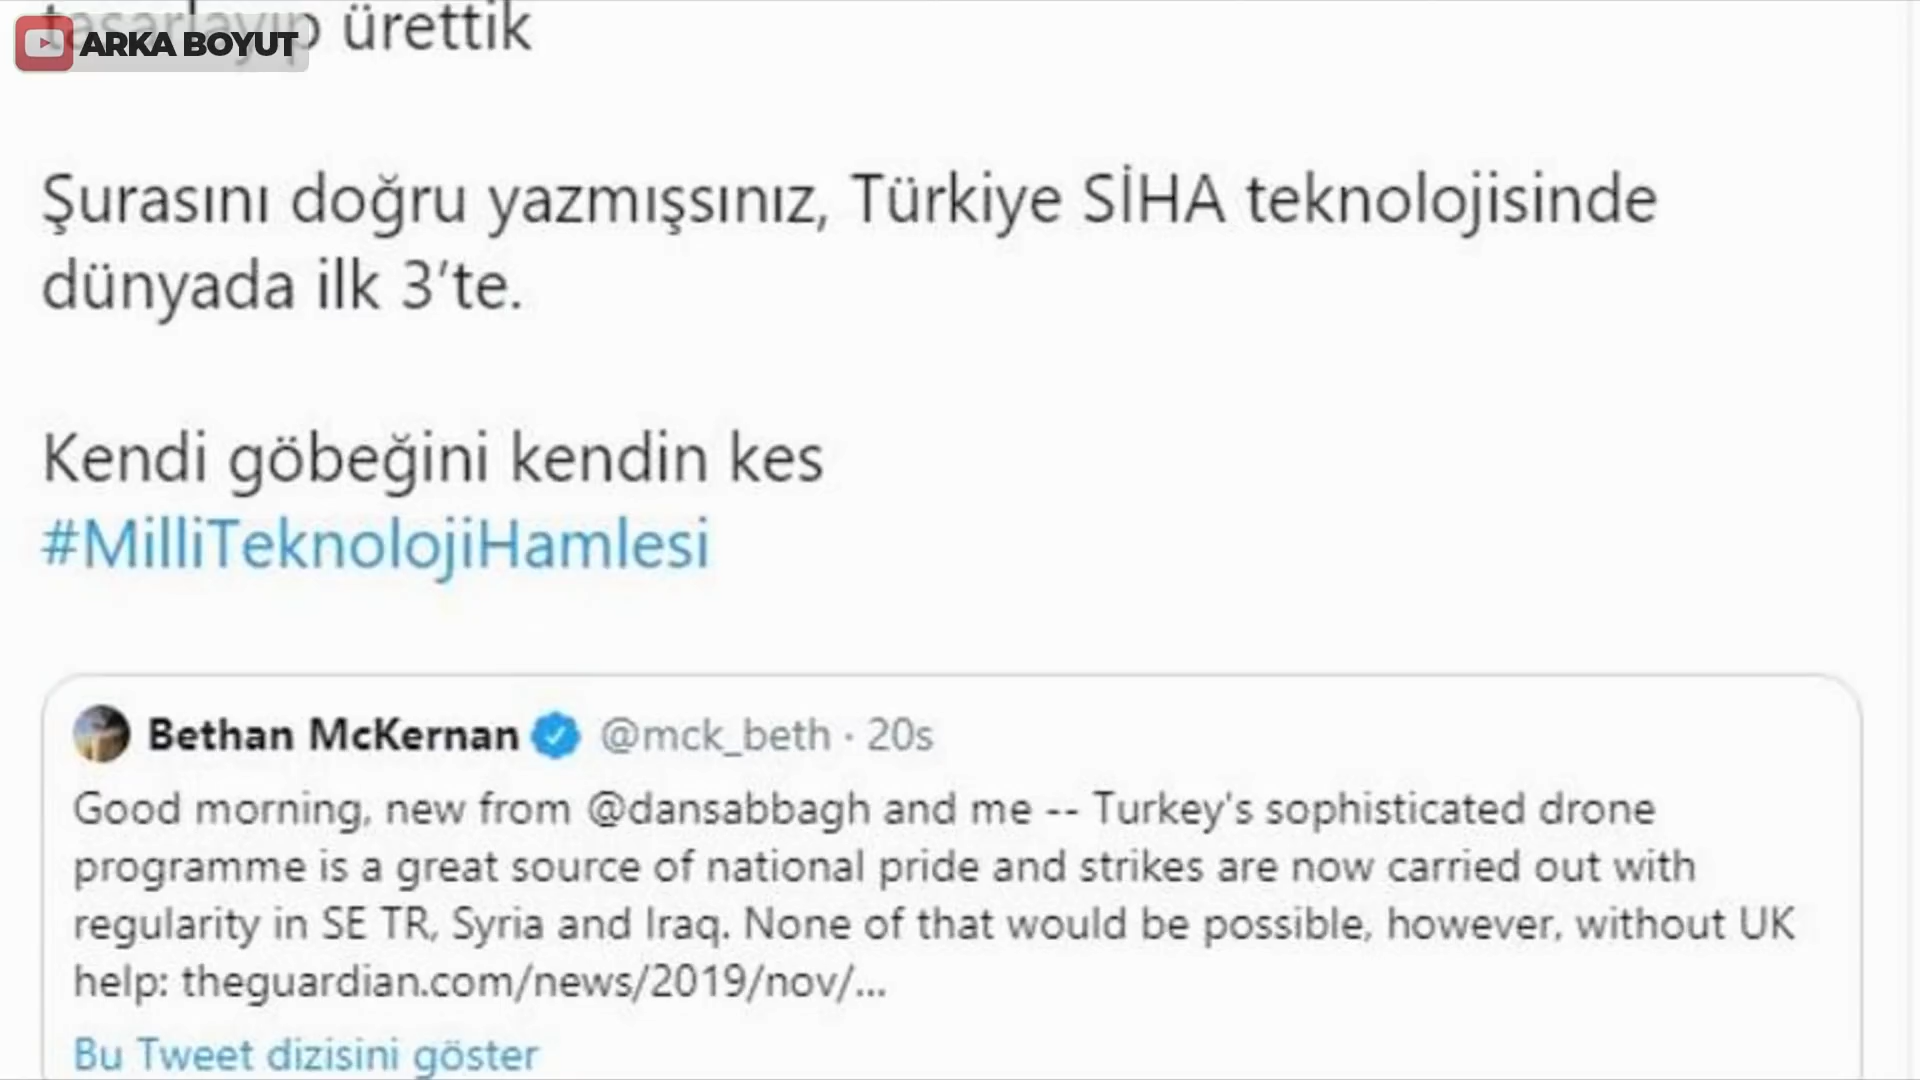 tasarlayıp ürettik
ARKA BOYUT
Şurasını doğru yazmışsınız, Türkiye SİHA teknolojisinde
dünyada ilk 3’te.
Kendi göbeğini kendin kes
#MilliTeknolojiHamlesi
Bethan McKernan @mck_beth · 20s
Good morning, new from @dansabbagh and me -- Turkey's sophisticated drone
programme is a great source of national pride and strikes are now carried out with
regularity in SE TR, Syria and Iraq. None of that would be possible, however, without UK
help: theguardian.com/news/2019/nov/...
Bu Tweet dizisini göster